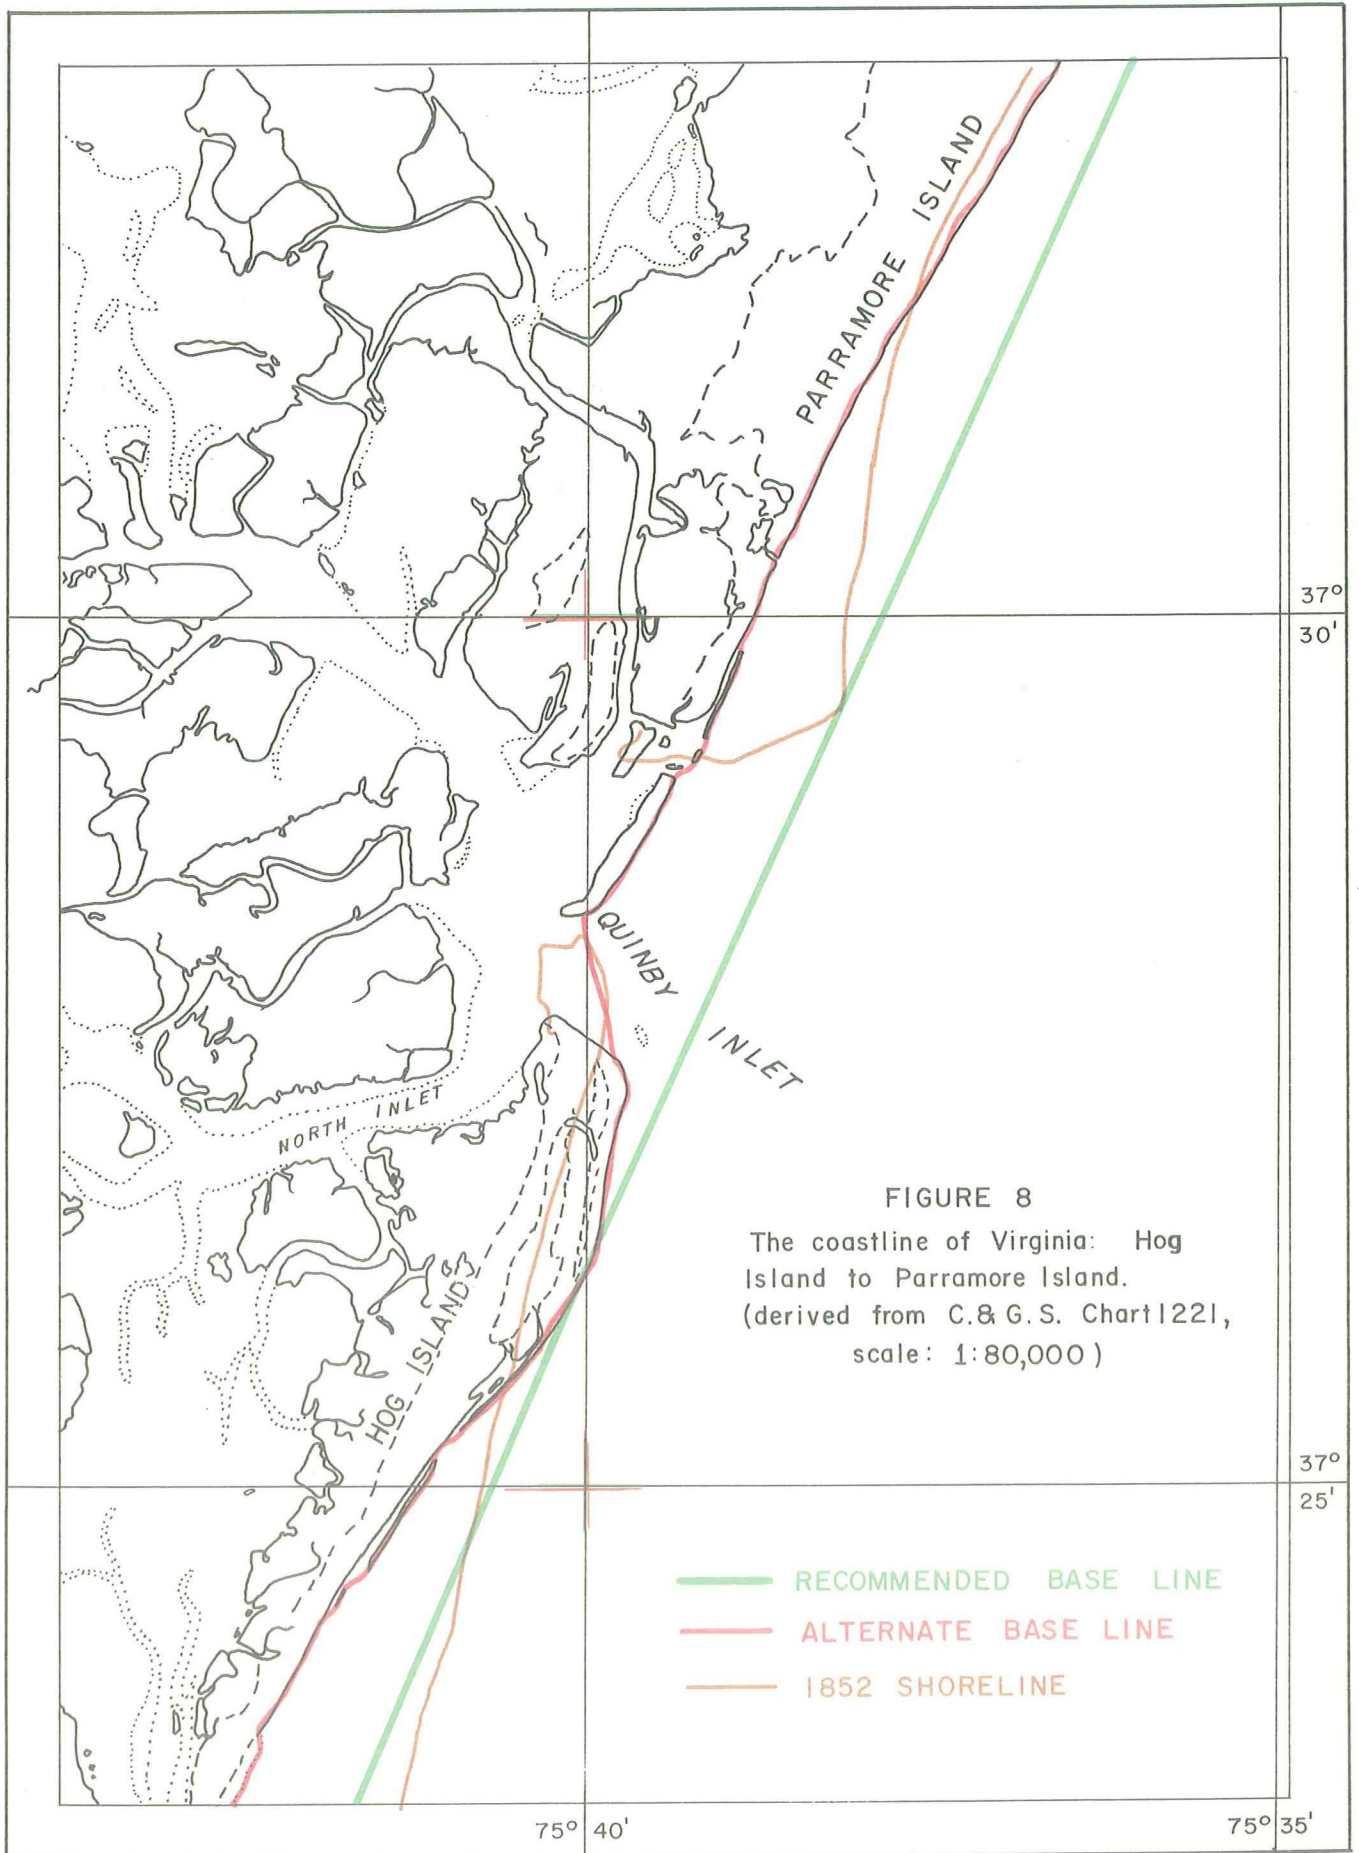 PARRAMORE ISLAND
37°
30'
QUINBY INLET
NORTH INLET
FIGURE 8
The coastline of Virginia: Hog
Island to Parramore Island.
(derived from C.& G.S. Chart 1221,
scale: 1:80,000)
HOG ISLAND
37°
25'
RECOMMENDED BASE LINE
ALTERNATE BASE LINE
1852 SHORELINE
75° 40'
75° 35'